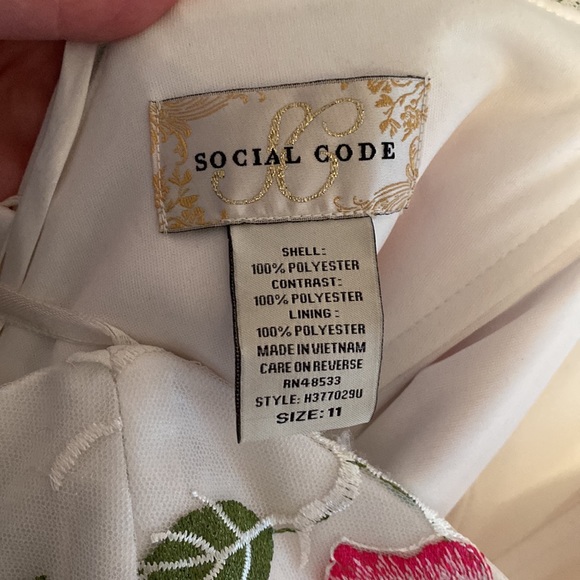 SC
SOCIAL CODE
SHELL:
100% POLYESTER
CONTRAST:
100% POLYESTER
LINING:
100% POLYESTER
MADE IN VIETNAM
CARE ON REVERSE
RN48533
STYLE: H377029U
SIZE: 11